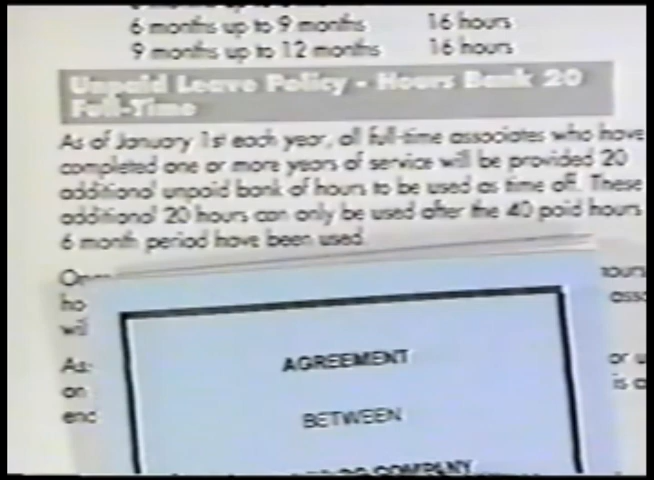 6 months up to 9 months 16 hours
9 months up to 12 months 16 hours
Unpaid Leave Policy - Hours Bank 20
Full-Time
As of January 1st each year, all full-time associates who have
completed one or more years of service will be provided 20
additional unpaid bank of hours to be used as time off. These
additional 20 hours can only be used after the 40 paid hours
6 month period have been used.
AGREEMENT
BETWEEN
COMPANY